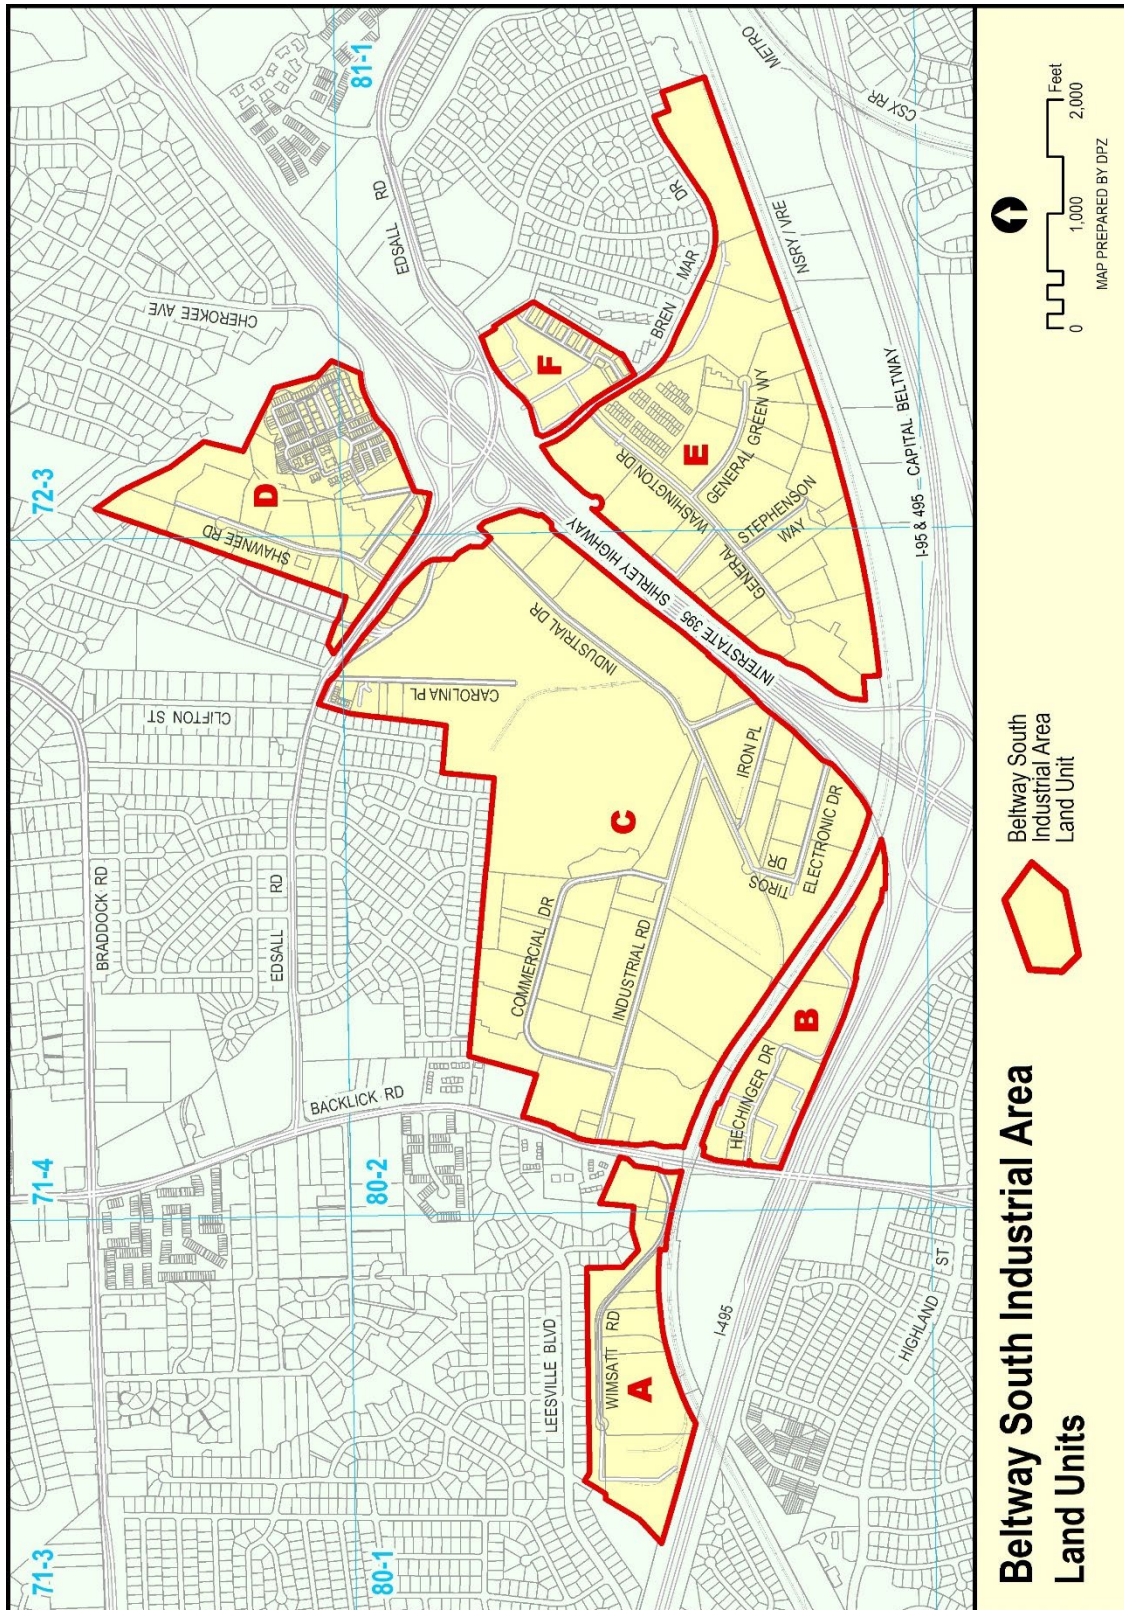 71-3
71-4
72-3
BRADDOCK RD
CHEROKEE AVE
CLIFTON ST
SHAWNEE RD
D
EDSALL RD
81-1
80-1
80-2
BACKLICK RD
EDSALL
RD
CAROLINA PL
LEESVILLE BLVD
COMMERCIAL DR
INDUSTRIAL DR
F
WIMSATT RD
A
INDUSTRIAL RD
C
IRON PL
TIROS
DR
ELECTRONIC DR
INTERSTATE 395
SHIRLEY HIGHWAY
BREN MAR
DR
E
GENERAL
WASHINGTON DR
GENERAL GREEN WY
STEPHENSON
WAY
METRO
CSX RR
NSRY / VRE
HECHINGER DR
B
I-495
I-95 & 495
CAPITAL BELTWAY
HIGHLAND ST
Beltway South Industrial Area
Land Units
Beltway South
Industrial Area
Land Unit
0
1,000
2,000
Feet
MAP PREPARED BY DPZ